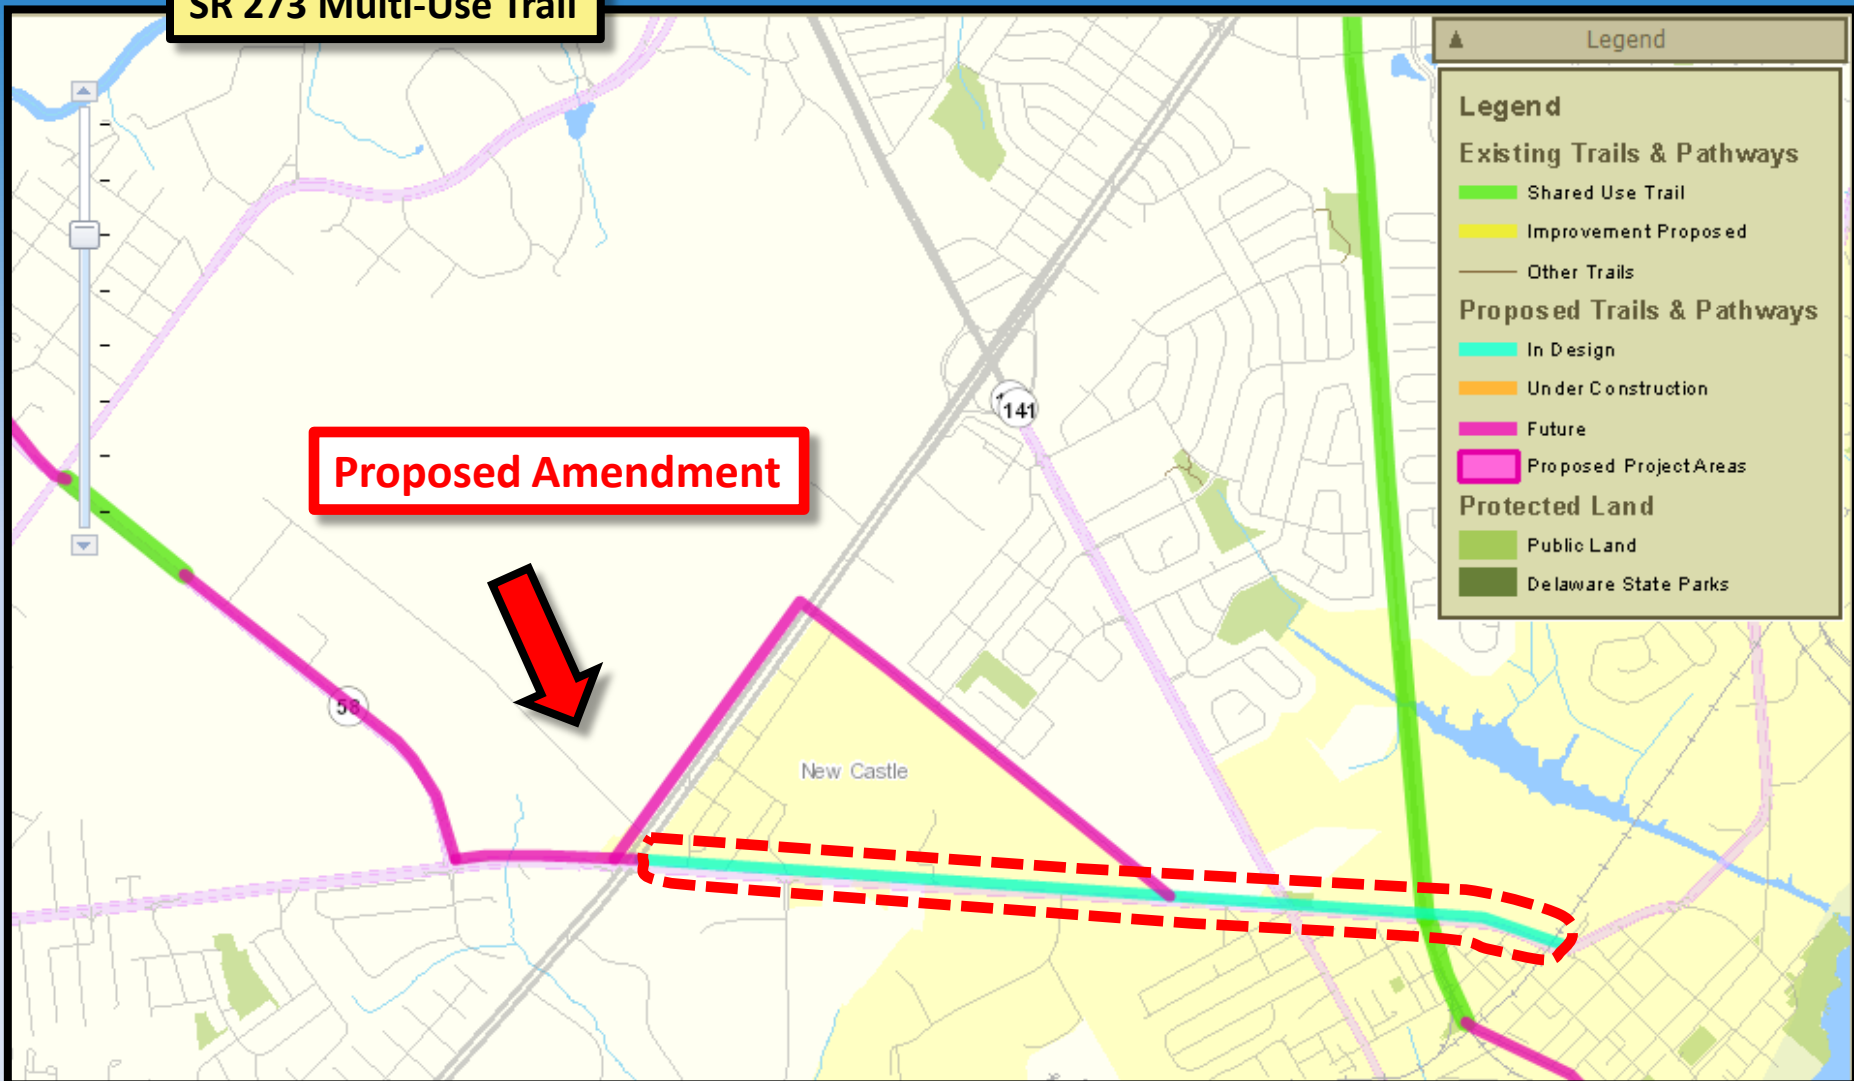 SR 273 Multi-Use Trail
Legend
Legend
Existing Trails & Pathways
Shared Use Trail
Improvement Proposed
Other Trails
Proposed Trails & Pathways
In Design
Under Construction
Future
Proposed Project Areas
Protected Land
Public Land
Delaware State Parks
141
Proposed Amendment
58
New Castle